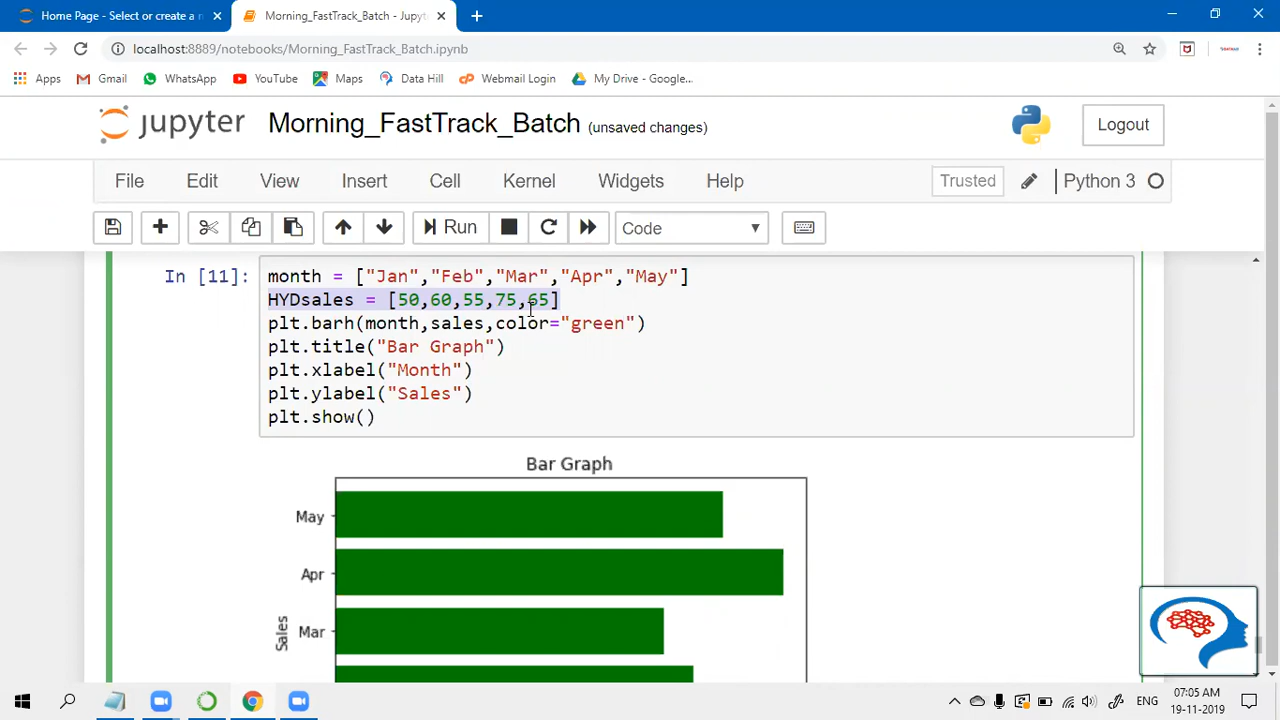 Home Page - Select or create a n
Morning_FastTrack_Batch - Jupyt
localhost:8889/notebooks/Morning_FastTrack_Batch.ipynb
Apps
Gmail
WhatsApp
YouTube
Maps
Data Hill
Webmail Login
My Drive - Google...
jupyter
Morning_FastTrack_Batch (unsaved changes)
Logout
File
Edit
View
Insert
Cell
Kernel
Widgets
Help
Trusted
Python 3
Run
Code
In [11]:
month = ["Jan","Feb","Mar","Apr","May"]
HYDsales = [50,60,55,75,65]
plt.barh(month,sales,color="green")
plt.title("Bar Graph")
plt.xlabel("Month")
plt.ylabel("Sales")
plt.show()
Bar Graph
May
Apr
Mar
Sales
ENG
07:05 AM
19-11-2019